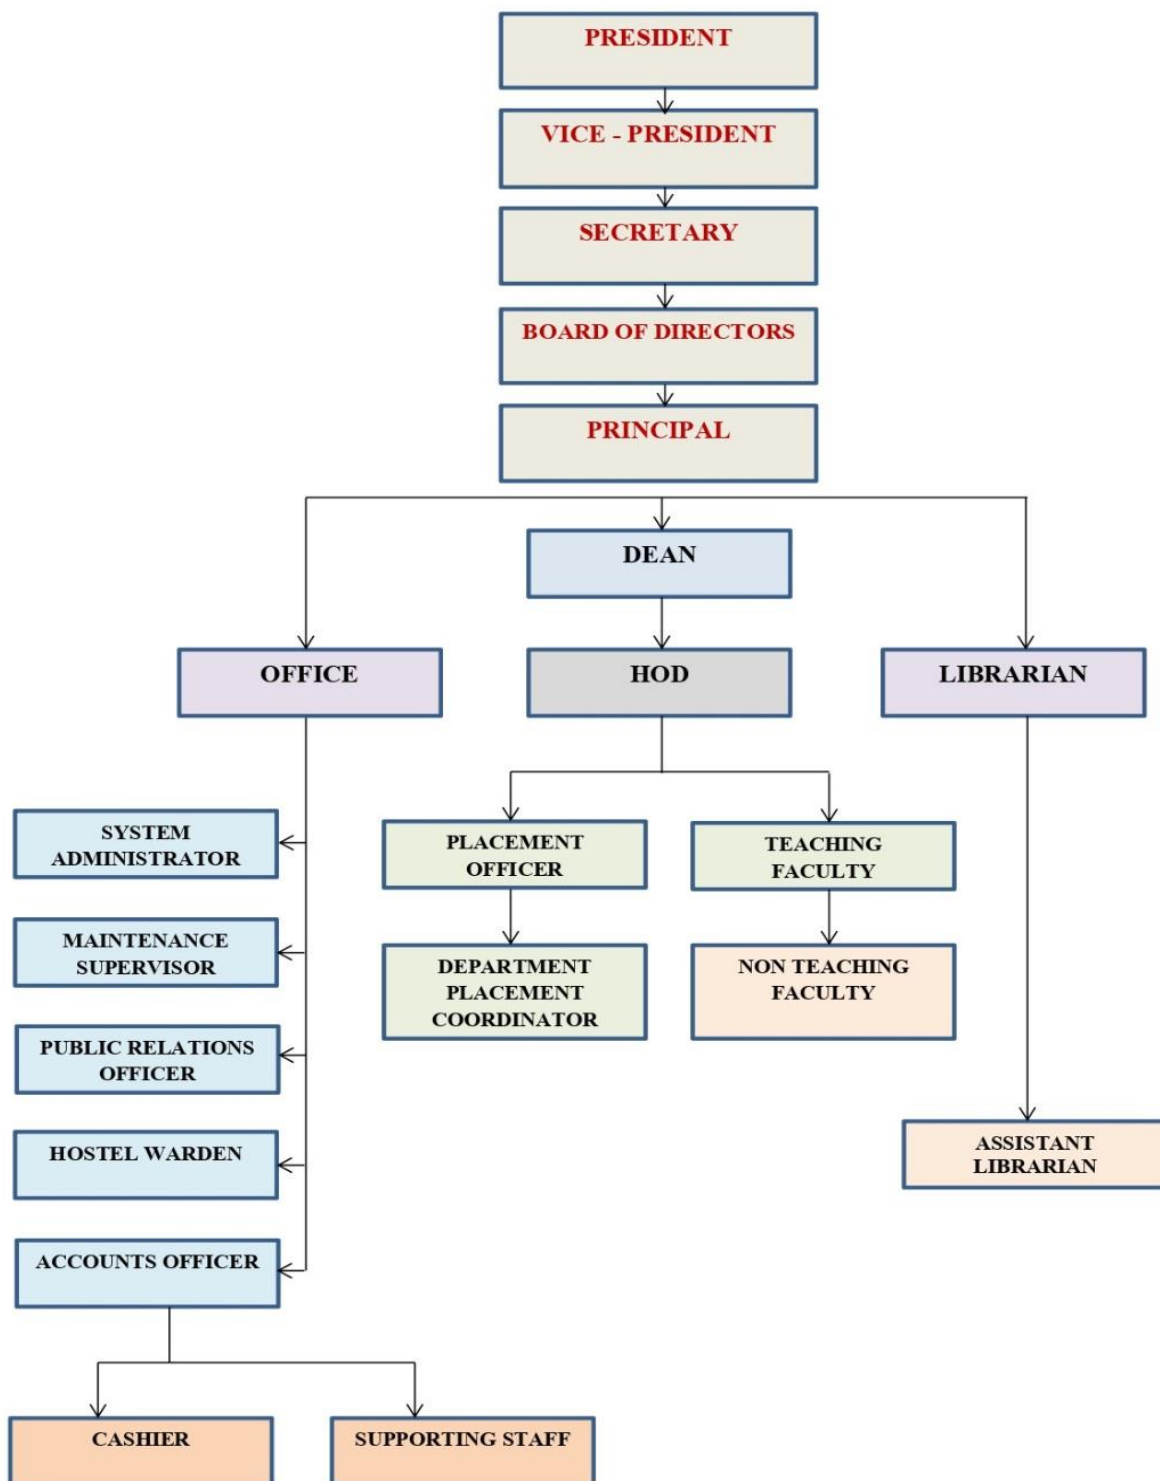 PRESIDENT
VICE - PRESIDENT
SECRETARY
BOARD OF DIRECTORS
PRINCIPAL
DEAN
OFFICE
HOD
LIBRARIAN
SYSTEM
ADMINISTRATOR
MAINTENANCE
SUPERVISOR
PUBLIC RELATIONS
OFFICER
HOSTEL WARDEN
ACCOUNTS OFFICER
CASHIER
SUPPORTING STAFF
PLACEMENT
OFFICER
DEPARTMENT
PLACEMENT
COORDINATOR
TEACHING
FACULTY
NON TEACHING
FACULTY
ASSISTANT
LIBRARIAN